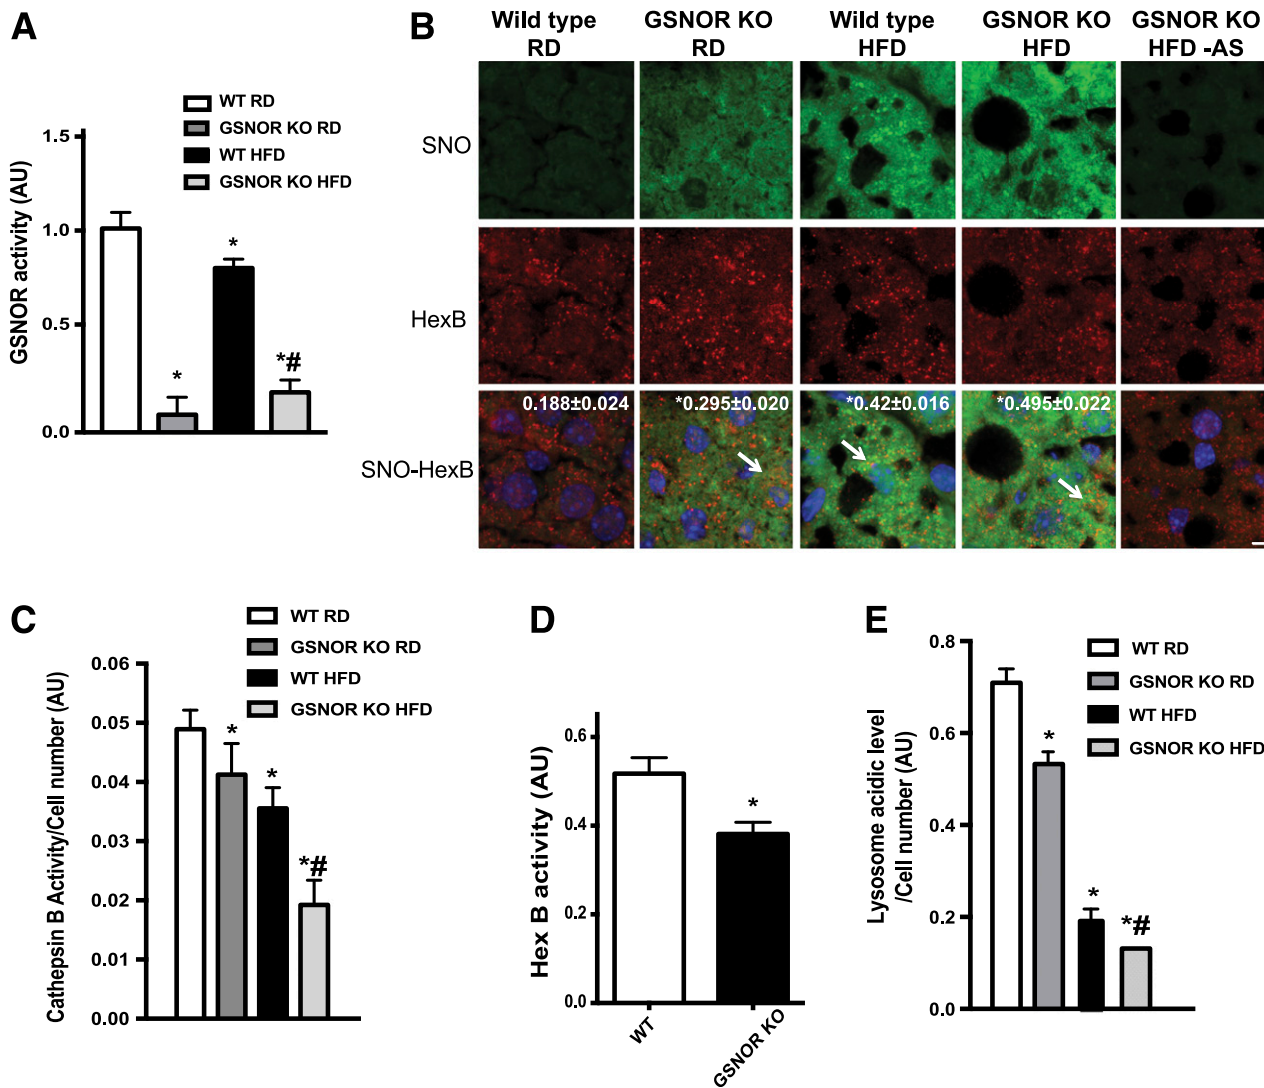 A
WT RD
GSNOR KO RD
WT HFD
GSNOR KO HFD
GSNOR activity (AU)
1.5
1.0
0.5
0.0
*
*
*#
B
Wild type RD
GSNOR KO RD
Wild type HFD
GSNOR KO HFD
GSNOR KO HFD -AS
SNO
HexB
SNO-HexB
0.188±0.024
*0.295±0.020
*0.42±0.016
*0.495±0.022
C
WT RD
GSNOR KO RD
WT HFD
GSNOR KO HFD
Cathepsin B Activity/Cell number (AU)
0.06
0.05
0.04
0.03
0.02
0.01
0.00
*
*
*#
D
Hex B activity (AU)
0.6
0.4
0.2
0.0
*
WT
GSNOR KO
E
WT RD
GSNOR KO RD
WT HFD
GSNOR KO HFD
Lysosome acidic level
/Cell number (AU)
0.8
0.6
0.4
0.2
0.0
*
*
*#